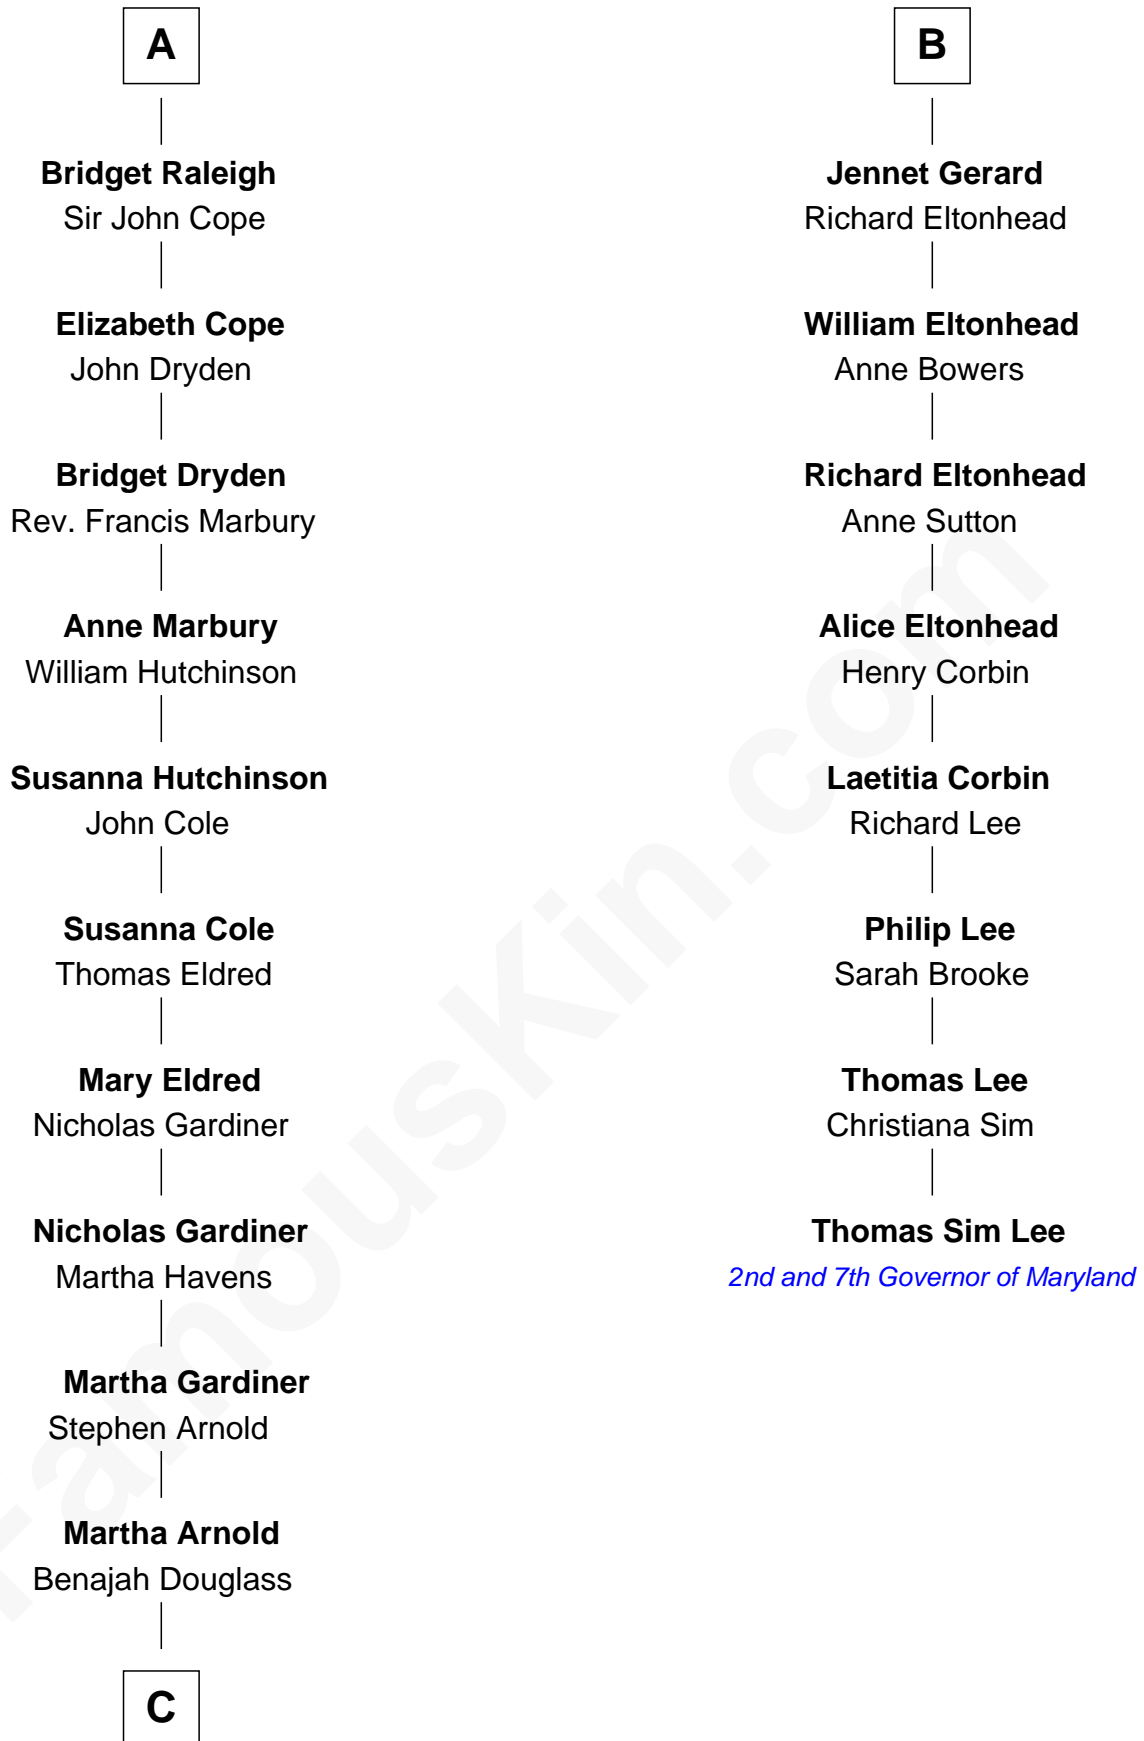 A
Bridget Raleigh
Sir John Cope
Elizabeth Cope
John Dryden
Bridget Dryden
Rev. Francis Marbury
Anne Marbury
William Hutchinson
Susanna Hutchinson
John Cole
Susanna Cole
Thomas Eldred
Mary Eldred
Nicholas Gardiner
Nicholas Gardiner
Martha Havens
Martha Gardiner
Stephen Arnold
Martha Arnold
Benajah Douglass
C
B
Jennet Gerard
Richard Eltonhead
William Eltonhead
Anne Bowers
Richard Eltonhead
Anne Sutton
Alice Eltonhead
Henry Corbin
Laetitia Corbin
Richard Lee
Philip Lee
Sarah Brooke
Thomas Lee
Christiana Sim
Thomas Sim Lee
2nd and 7th Governor of Maryland
FamousKin.com